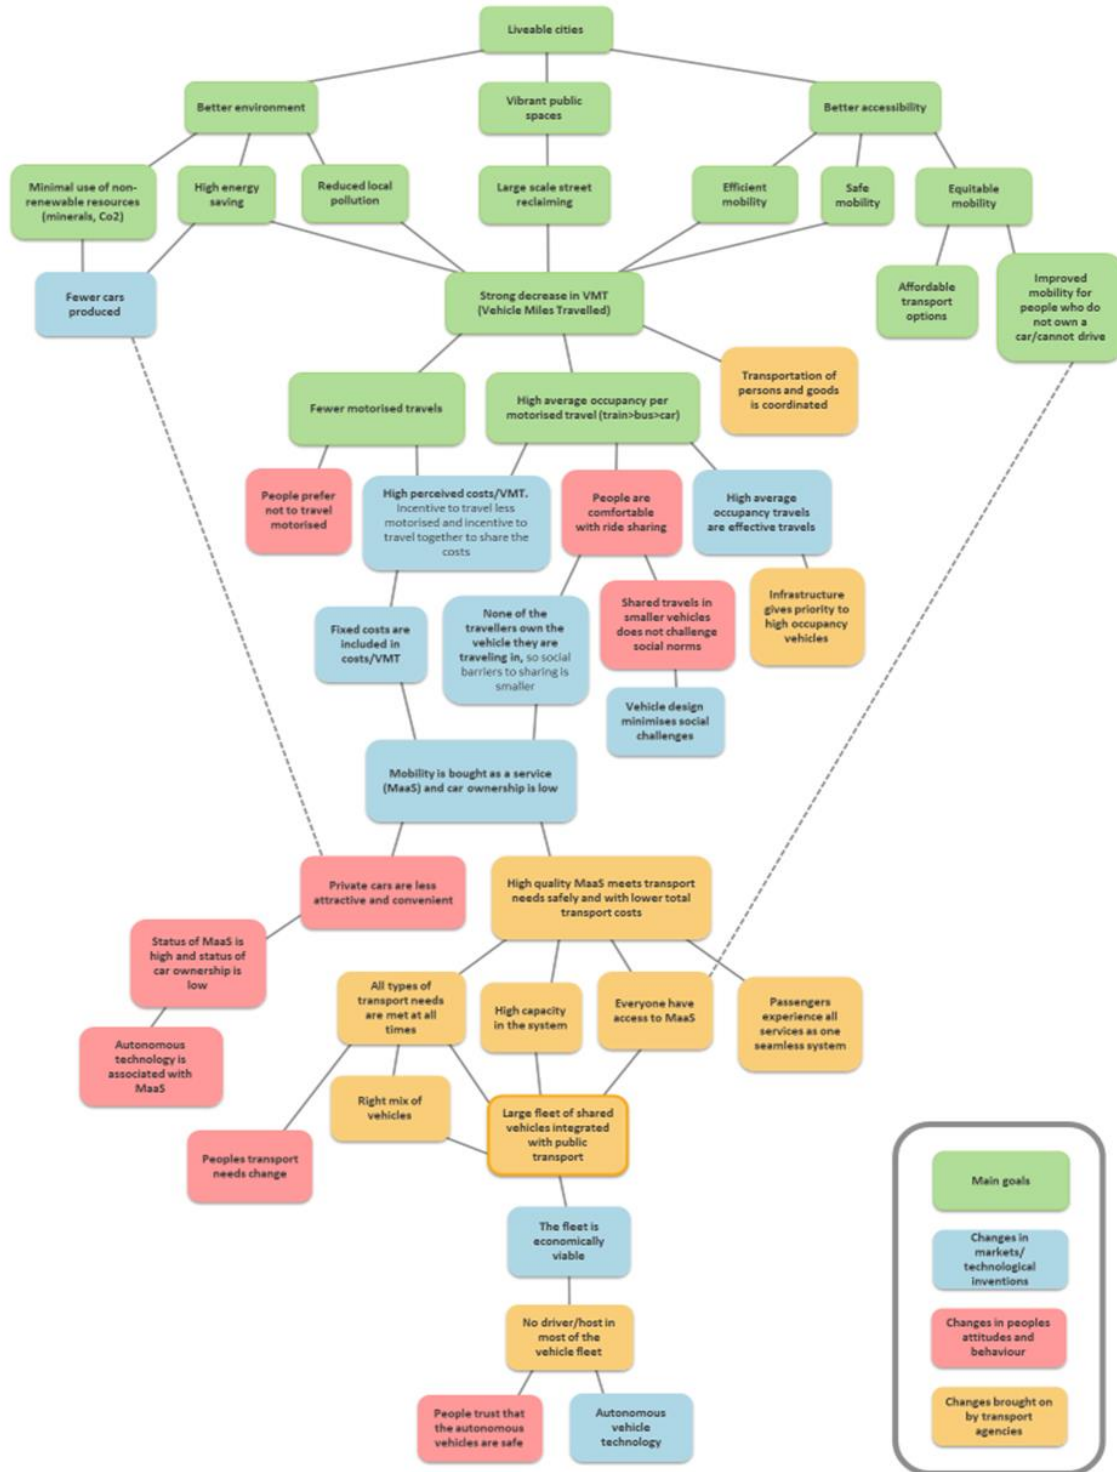 Liveable cities
Better environment
Vibrant public
spaces
Better accessibility
Minimal use of non-
renewable resources
(minerals, Co2)
High energy
saving
Reduced local
pollution
Large scale street
reclaiming
Efficient
mobility
Safe
mobility
Equitable
mobility
Fewer cars
produced
Strong decrease in VMT
(Vehicle Miles Travelled)
Affordable
transport
options
Improved
mobility for
people who do
not own a
car/cannot drive
Transportation of
persons and goods
is coordinated
Fewer motorised travels
High average occupancy per
motorised travel (train>bus>car)
People prefer
not to travel
motorised
High perceived costs/VMT.
Incentive to travel less
motorised and incentive to
travel together to share the
costs
People are
comfortable
with ride sharing
High average
occupancy travels
are effective travels
Fixed costs are
included in
costs/VMT
None of the
travellers own the
vehicle they are
traveling in, so social
barriers to sharing is
smaller
Shared travels in
smaller vehicles
does not challenge
social norms
Infrastructure
gives priority to
high occupancy
vehicles
Vehicle design
minimises social
challenges
Mobility is bought as a service
(MaaS) and car ownership is low
Private cars are less
attractive and convenient
High quality MaaS meets transport
needs safely and with lower total
transport costs
Status of MaaS is
high and status of
car ownership is
low
All types of
transport needs
are met at all
times
High capacity
in the system
Everyone have
access to MaaS
Passengers
experience all
services as one
seamless system
Autonomous
technology is
associated with
MaaS
Right mix of
vehicles
Large fleet of shared
vehicles integrated
with public
transport
Peoples transport
needs change
The fleet is
economically
viable
No driver/host in
most of the
vehicle fleet
People trust that
the autonomous
vehicles are safe
Autonomous
vehicle
technology
Main goals
Changes in
markets/
technological
inventions
Changes in peoples
attitudes and
behaviour
Changes brought on
by transport
agencies